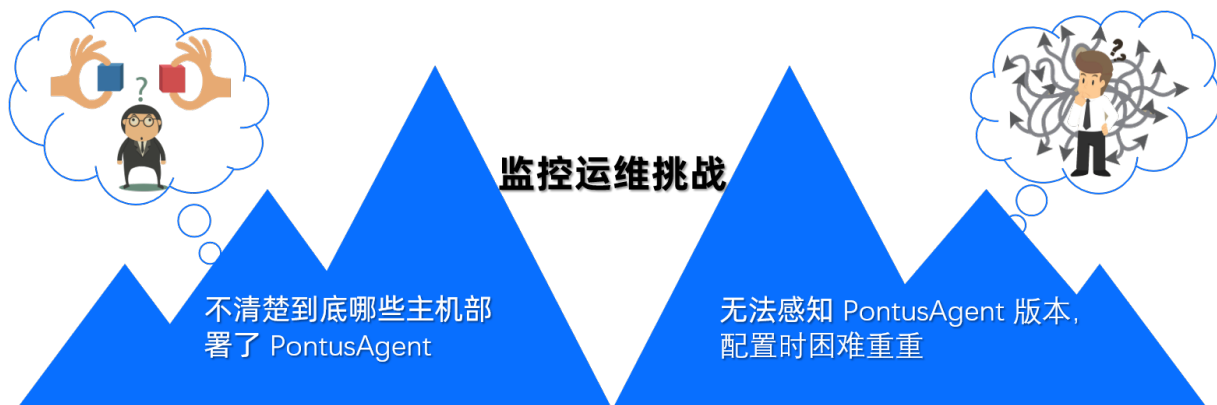 监控运维挑战
不清楚到底哪些主机部
署了 PontusAgent
无法感知 PontusAgent 版本,
配置时困难重重